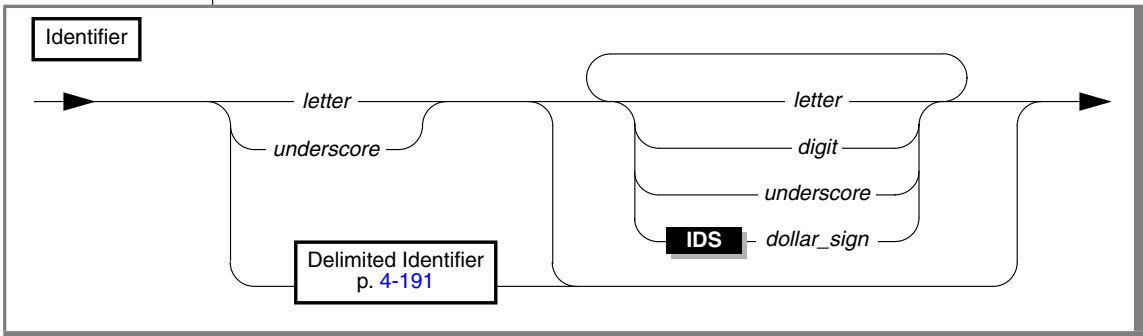 Identifier
letter
letter
underscore
digit
underscore
IDS dollar_sign
Delimited Identifier
p. 4-191